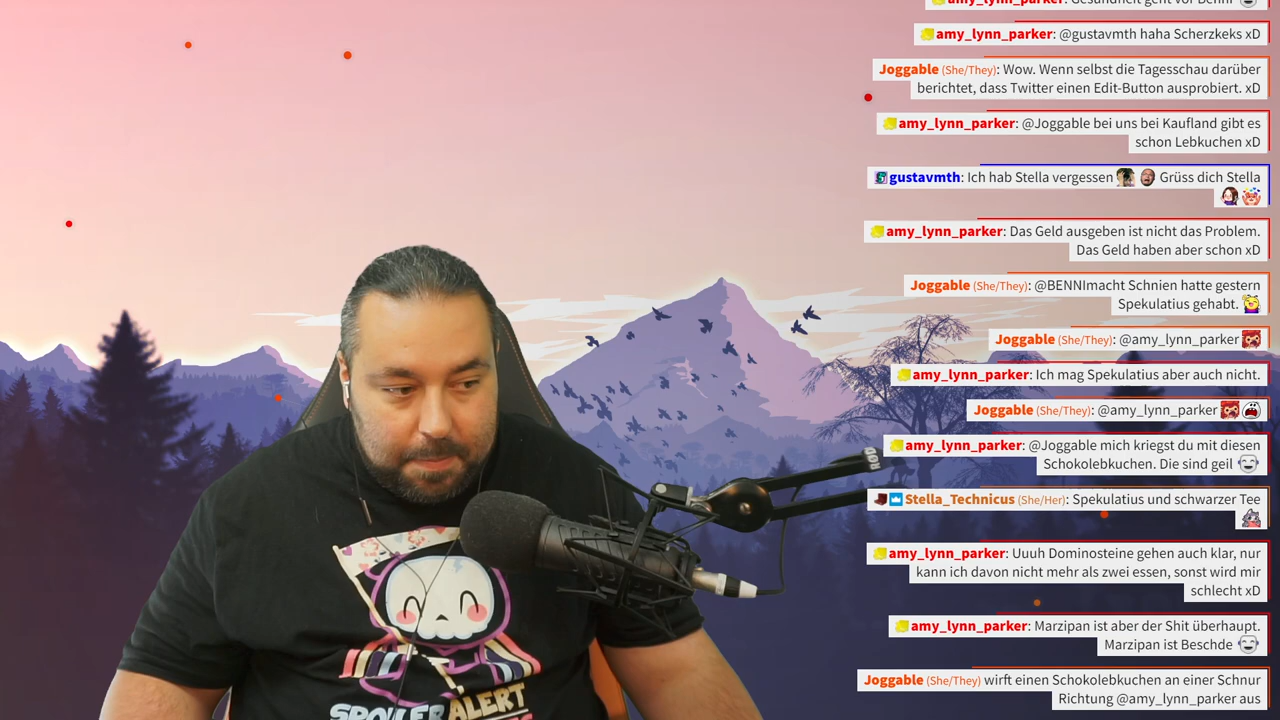 amy_lynn_parker: Gesundheit geht vor Benni
amy_lynn_parker: @gustavmth haha Scherzkeks xD
Joggable (She/They): Wow. Wenn selbst die Tagesschau darüber
berichtet, dass Twitter einen Edit-Button ausprobiert. xD
amy_lynn_parker: @Joggable bei uns bei Kaufland gibt es
schon Lebkuchen xD
gustavmth: Ich hab Stella vergessen Grüss dich Stella
amy_lynn_parker: Das Geld ausgeben ist nicht das Problem.
Das Geld haben aber schon xD
Joggable (She/They): @BENNImacht Schnien hatte gestern
Spekulatius gehabt.
Joggable (She/They): @amy_lynn_parker
amy_lynn_parker: Ich mag Spekulatius aber auch nicht.
Joggable (She/They): @amy_lynn_parker
amy_lynn_parker: @Joggable mich kriegst du mit diesen
Schokolebkuchen. Die sind geil
Stella_Technicus (She/Her): Spekulatius und schwarzer Tee
amy_lynn_parker: Uuuh Dominosteine gehen auch klar, nur
kann ich davon nicht mehr als zwei essen, sonst wird mir
schlecht xD
amy_lynn_parker: Marzipan ist aber der Shit überhaupt.
Marzipan ist Beschde
Joggable (She/They) wirft einen Schokolebkuchen an einer Schnur
Richtung @amy_lynn_parker aus
RØDE
SPOILER ALERT